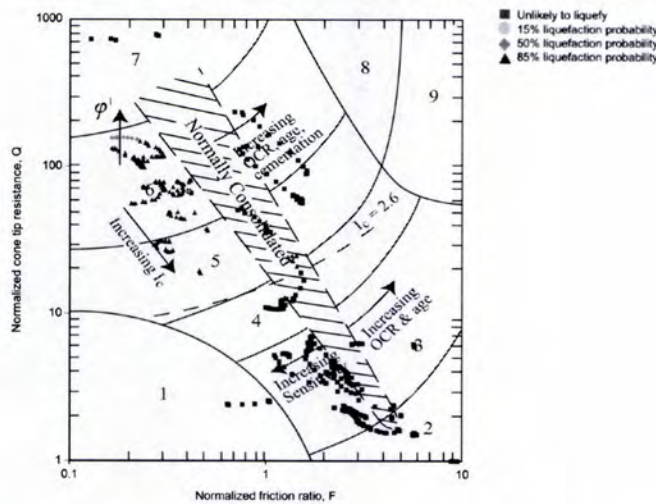 Unlikely to liquefy
15% liquefaction probability
50% liquefaction probability
85% liquefaction probability
Normalized cone tip resistance, Q
1000
100
10
1
7
8
9
φ'
Increasing
OCR, age,
cementation
Normally Consolidated
6
Ic = 2.6
Increasing Ic
5
4
Increasing
OCR & age
3
Increasing
1
2
0.1
1
10
Normalized friction ratio, F